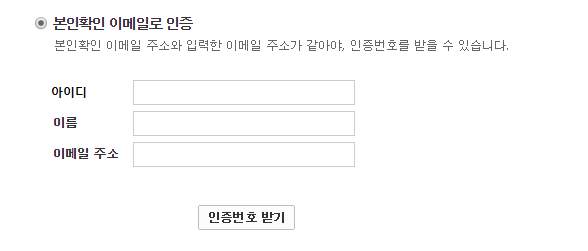 본인확인 이메일로 인증
본인확인 이메일 주소와 입력한 이메일 주소가 같아야, 인증번호를 받을 수 있습니다.
아이디
이름
이메일 주소
인증번호 받기